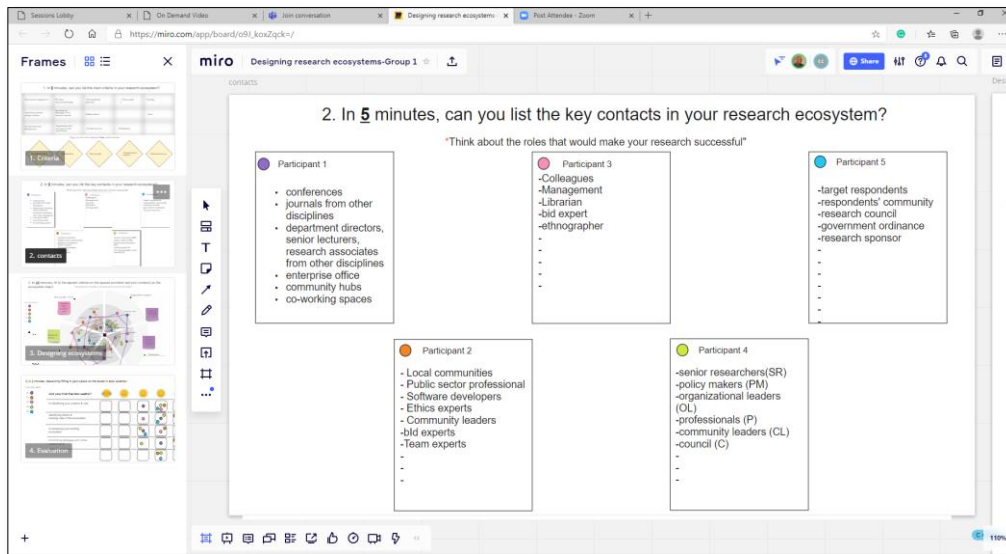 Sessions Lobby
On Demand Video
Join conversation
Designing research ecosystems
Post Attendee - Zoom
https://miro.com/app/board/o9J_koxZqck=/
Frames
miro
Designing research ecosystems-Group 1
Share
contacts
1. Criteria
2. contacts
3. Designing ecosystems
4. Evaluation
2. In 5 minutes, can you list the key contacts in your research ecosystem?
"Think about the roles that would make your research successful"
Participant 1
• conferences
• journals from other
disciplines
• department directors,
senior lecturers,
research associates
from other disciplines
• enterprise office
• community hubs
• co-working spaces
Participant 3
-Colleagues
-Management
-Librarian
-bid expert
-ethnographer
-
-
-
-
-
Participant 5
-target respondents
-respondents' community
-research council
-government ordinance
-research sponsor
-
-
-
-
-
-
-
Participant 2
- Local communities
- Public sector professional
- Software developers
- Ethics experts
- Community leaders
-bId experts
-Team experts
-
-
-
Participant 4
-senior researchers(SR)
-policy makers (PM)
-organizational leaders
(OL)
-professionals (P)
-community leaders (CL)
-council (C)
-
-
-
110%